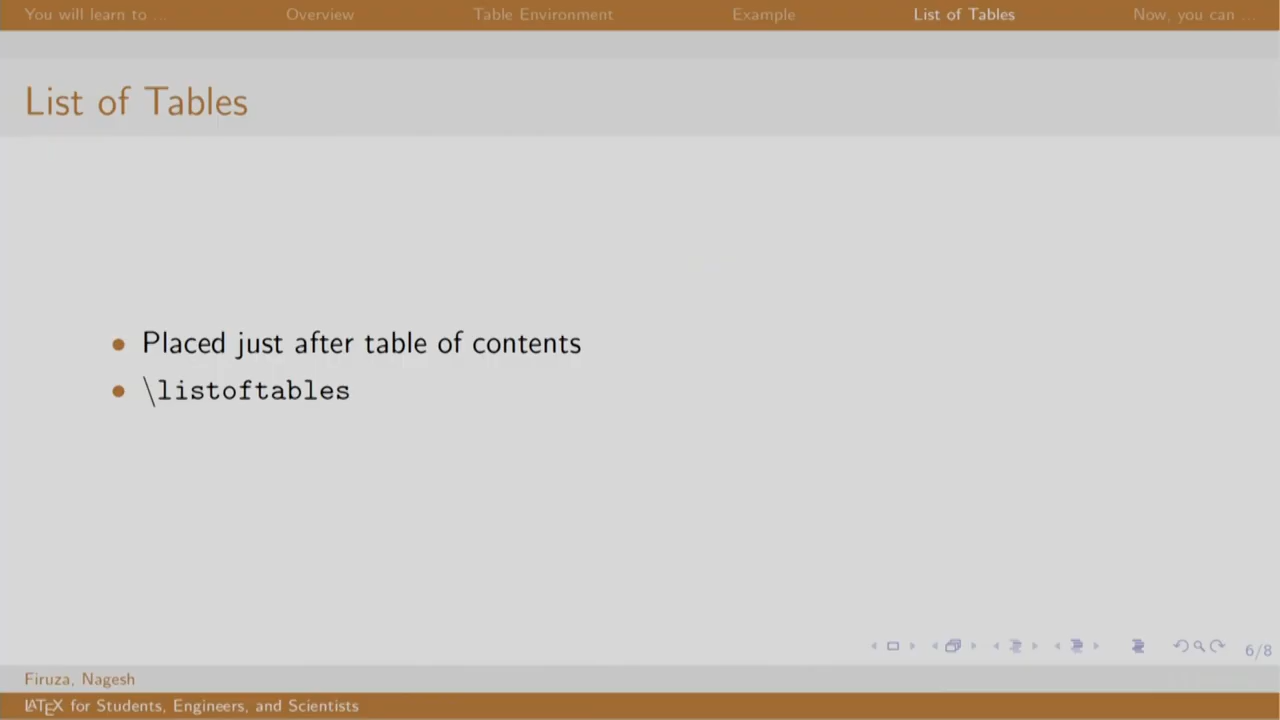 You will learn to ... Overview Table Environment Example List of Tables Now, you can ...
List of Tables
• Placed just after table of contents
• \listoftables
6/8
Firuza, Nagesh
LATEX for Students, Engineers, and Scientists